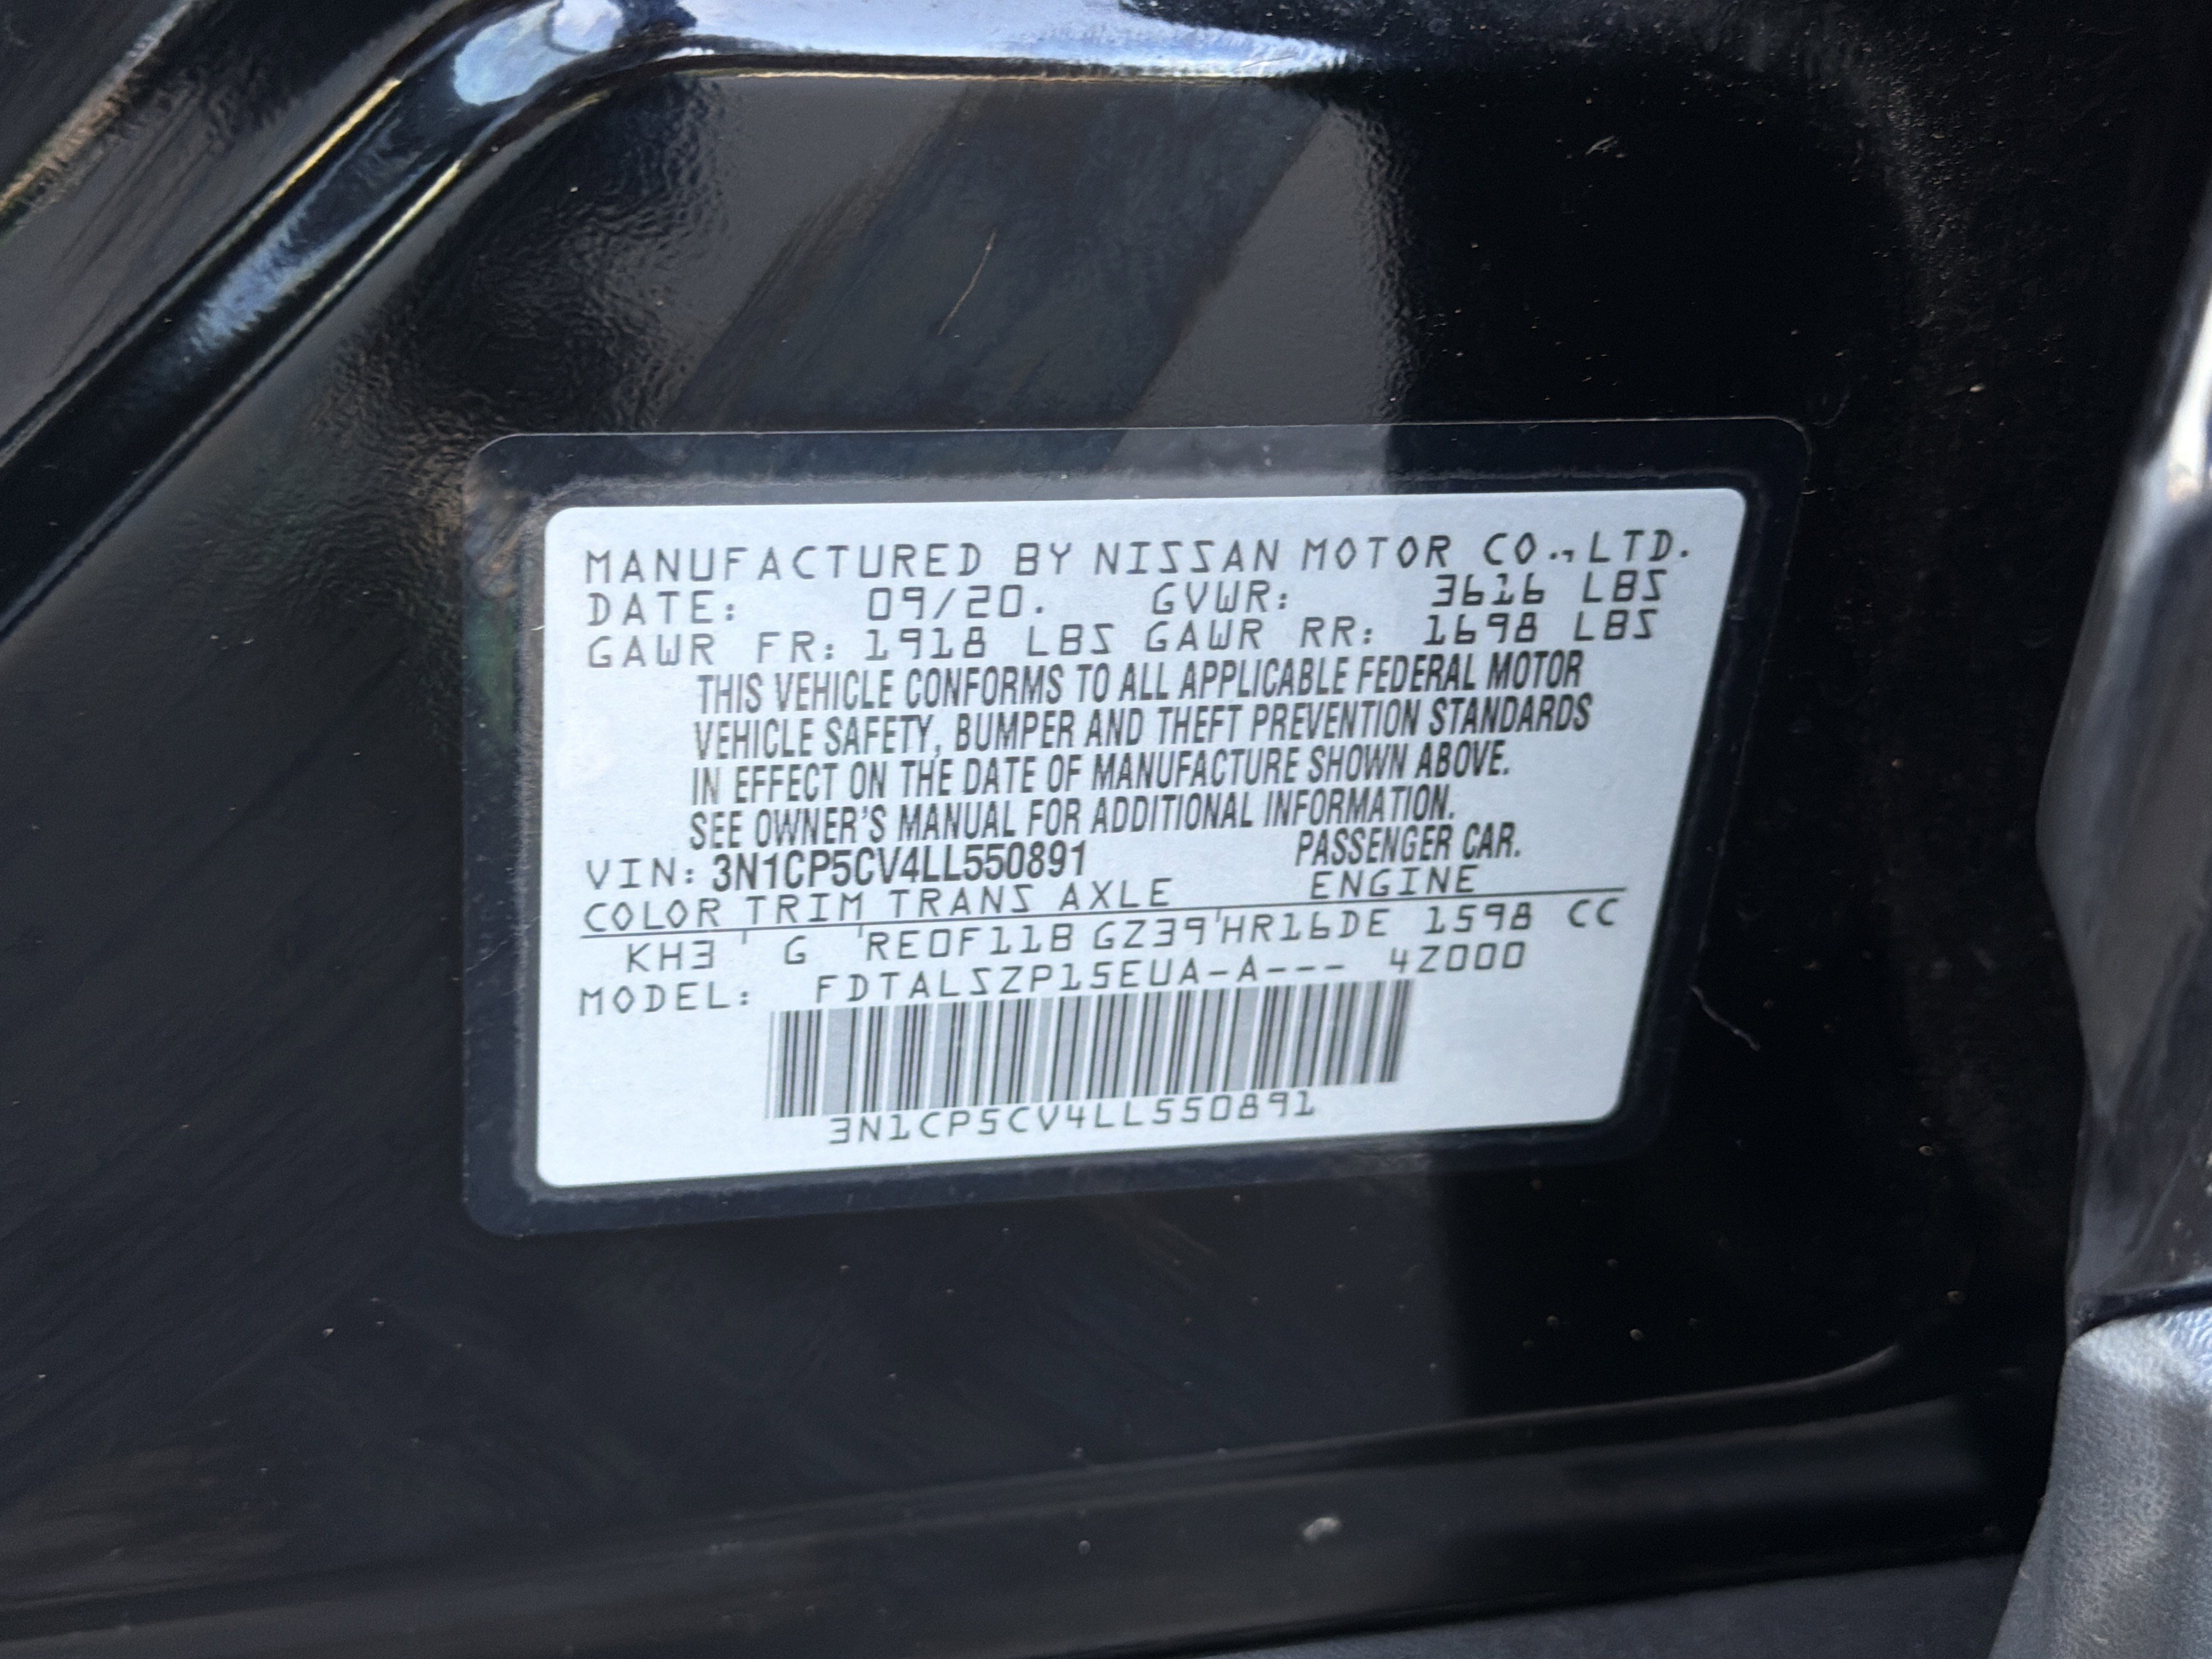 MANUFACTURED BY NISSAN MOTOR CO.,LTD.
DATE: 09/20. GVWR: 3616 LBS
GAWR FR: 1918 LBS GAWR RR: 1698 LBS
THIS VEHICLE CONFORMS TO ALL APPLICABLE FEDERAL MOTOR
VEHICLE SAFETY, BUMPER AND THEFT PREVENTION STANDARDS
IN EFFECT ON THE DATE OF MANUFACTURE SHOWN ABOVE.
SEE OWNER'S MANUAL FOR ADDITIONAL INFORMATION.
PASSENGER CAR.
VIN: 3N1CP5CV4LL550891
COLOR TRIM TRANS AXLE ENGINE
KH3 ' G 'RE0F11B GZ39'HR16DE 1598 CC
MODEL: FDTALSZP15EUA-A--- 4Z000
3N1CP5CV4LL550891